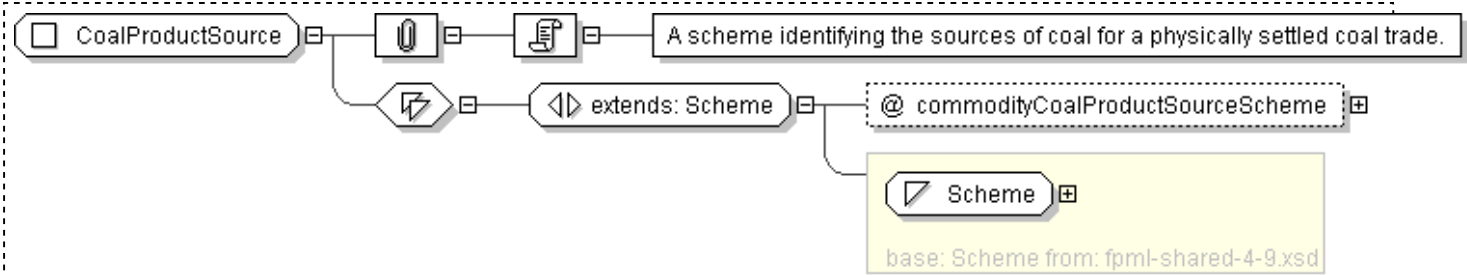 CoalProductSource
A scheme identifying the sources of coal for a physically settled coal trade.
extends: Scheme
@ commodityCoalProductSourceScheme
Scheme
base: Scheme from: fpml-shared-4-9.xsd